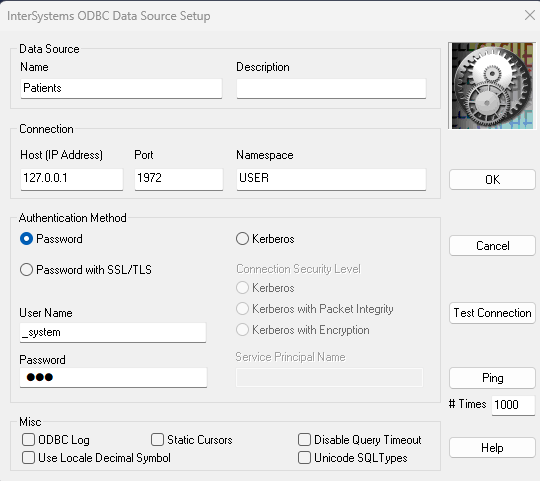 InterSystems ODBC Data Source Setup
Data Source
Name
Description
Patients
Connection
Host (IP Address)
Port
Namespace
127.0.0.1
1972
USER
OK
Authentication Method
Password
Kerberos
Cancel
Password with SSL/TLS
Connection Security Level
Kerberos
User Name
Kerberos with Packet Integrity
Test Connection
_system
Kerberos with Encryption
Password
Service Principal Name
●●●
Ping
# Times
1000
Misc
ODBC Log
Static Cursors
Disable Query Timeout
Help
Use Locale Decimal Symbol
Unicode SQLTypes